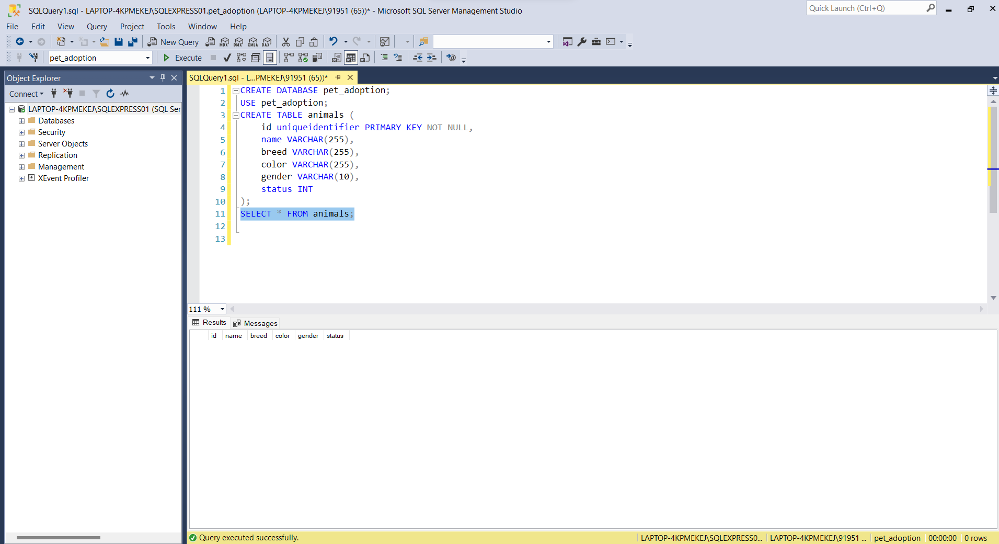 SQLQuery1.sql - LAPTOP-4KPMEKEJ\SQLEXPRESS01.pet_adoption (LAPTOP-4KPMEKEJ\91951 (65))* - Microsoft SQL Server Management Studio
Quick Launch (Ctrl+Q)
File Edit View Query Project Tools Window Help
New Query MDX DMX XMLA DAX
pet_adoption Execute
Object Explorer
Connect
LAPTOP-4KPMEKEJ\SQLEXPRESS01 (SQL Ser
Databases
Security
Server Objects
Replication
Management
XEvent Profiler
SQLQuery1.sql - L...PMEKEJ\91951 (65))*
1 CREATE DATABASE pet_adoption;
2 USE pet_adoption;
3 CREATE TABLE animals (
4 id uniqueidentifier PRIMARY KEY NOT NULL,
5 name VARCHAR(255),
6 breed VARCHAR(255),
7 color VARCHAR(255),
8 gender VARCHAR(10),
9 status INT
10 );
11 SELECT * FROM animals;
12
13
111 %
Results Messages
id name breed color gender status
Query executed successfully.
LAPTOP-4KPMEKEJ\SQLEXPRESS0... LAPTOP-4KPMEKEJ\91951 ... pet_adoption 00:00:00 0 rows